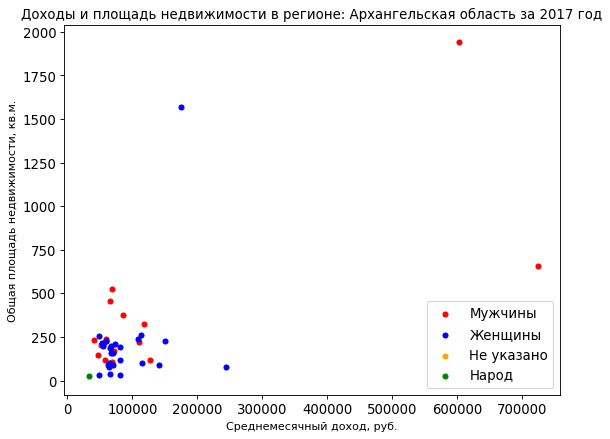 Доходы и площадь недвижимости в регионе: Архангельская область за 2017 год
Общая площадь недвижимости, кв.м.
2000
1750
1500
1250
1000
750
500
250
0
0 100000 200000 300000 400000 500000 600000 700000
Среднемесячный доход, руб.
Мужчины
Женщины
Не указано
Народ